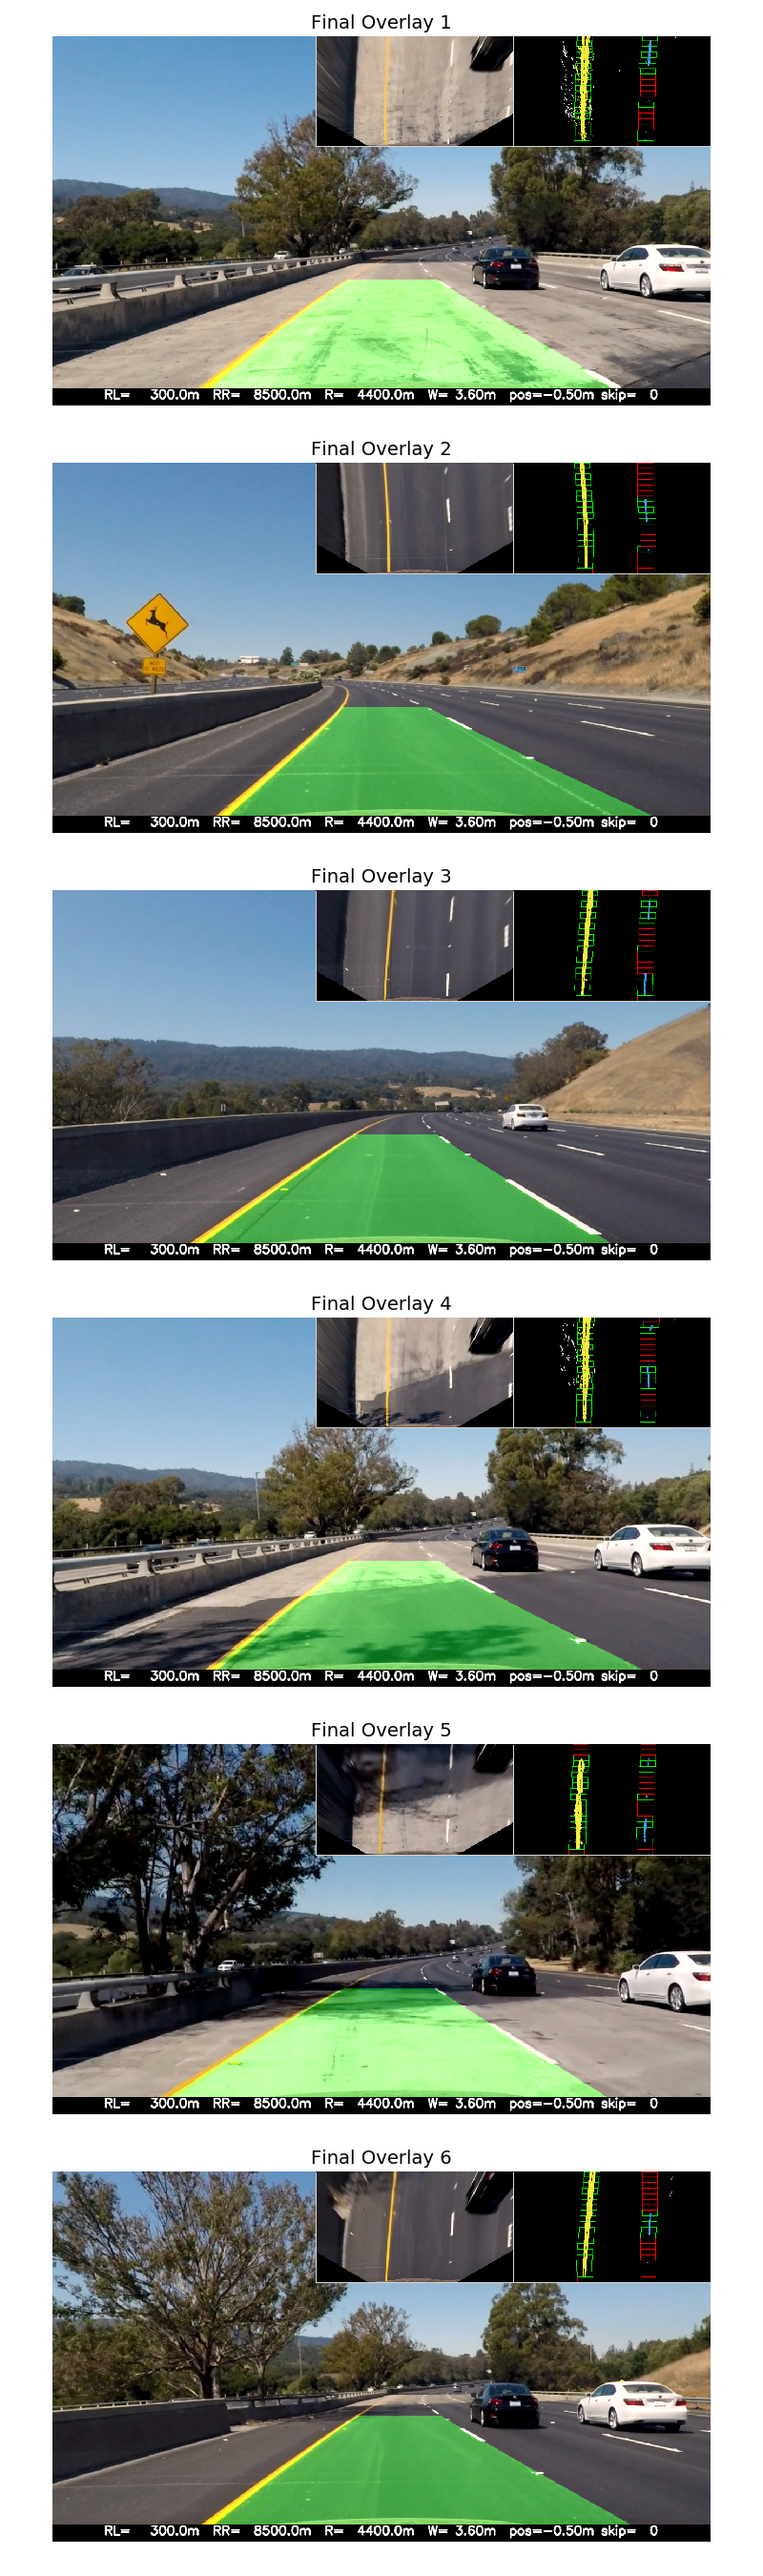 Final Overlay 1
RL= 300.0m RR= 8500.0m R= 4400.0m W= 3.60m pos=-0.50m skip= 0
Final Overlay 2
RL= 300.0m RR= 8500.0m R= 4400.0m W= 3.60m pos=-0.50m skip= 0
Final Overlay 3
RL= 300.0m RR= 8500.0m R= 4400.0m W= 3.60m pos=-0.50m skip= 0
Final Overlay 4
RL= 300.0m RR= 8500.0m R= 4400.0m W= 3.60m pos=-0.50m skip= 0
Final Overlay 5
RL= 300.0m RR= 8500.0m R= 4400.0m W= 3.60m pos=-0.50m skip= 0
Final Overlay 6
RL= 300.0m RR= 8500.0m R= 4400.0m W= 3.60m pos=-0.50m skip= 0